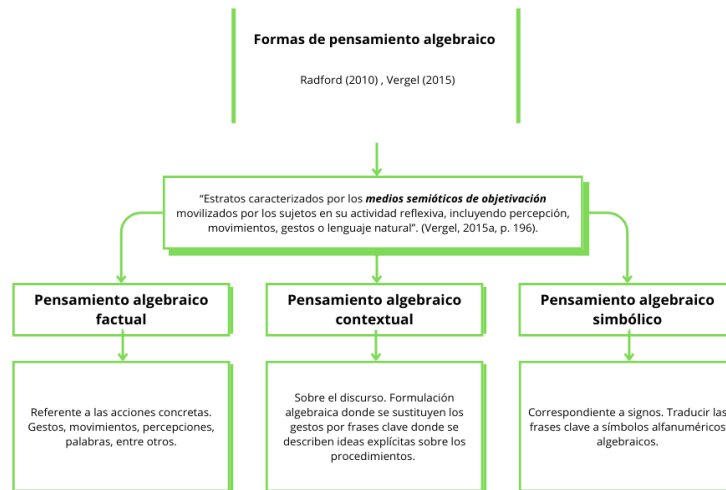 Formas de pensamiento algebraico
Radford (2010) , Vergel (2015)
“Estratos caracterizados por los medios semióticos de objetivación
movilizados por los sujetos en su actividad reflexiva, incluyendo percepción,
movimientos, gestos o lenguaje natural”. (Vergel, 2015a, p. 196).
Pensamiento algebraico
factual
Pensamiento algebraico
contextual
Pensamiento algebraico
simbólico
Referente a las acciones concretas.
Gestos, movimientos, percepciones,
palabras, entre otros.
Sobre el discurso. Formulación
algebraica donde se sustituyen los
gestos por frases clave donde se
describen ideas explícitas sobre los
procedimientos.
Correspondiente a signos. Traducir las
frases clave a símbolos alfanuméricos
algebraicos.